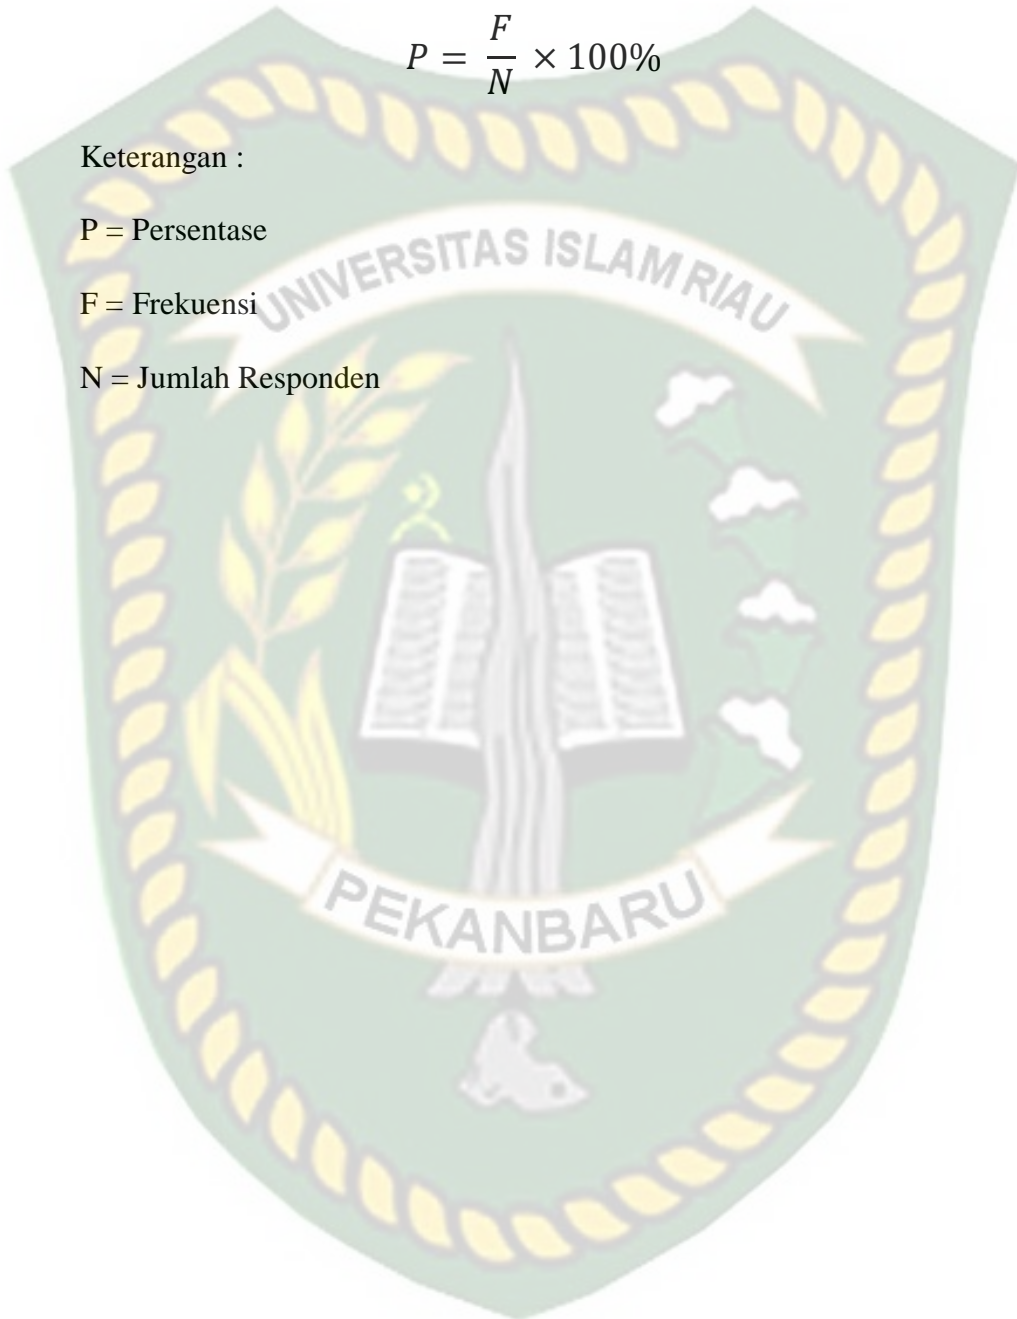 P = F/N × 100%
Keterangan :
P = Persentase
UNIVERSITAS ISLAM RIAU
F = Frekuensi
N = Jumlah Responden
PEKANBARU